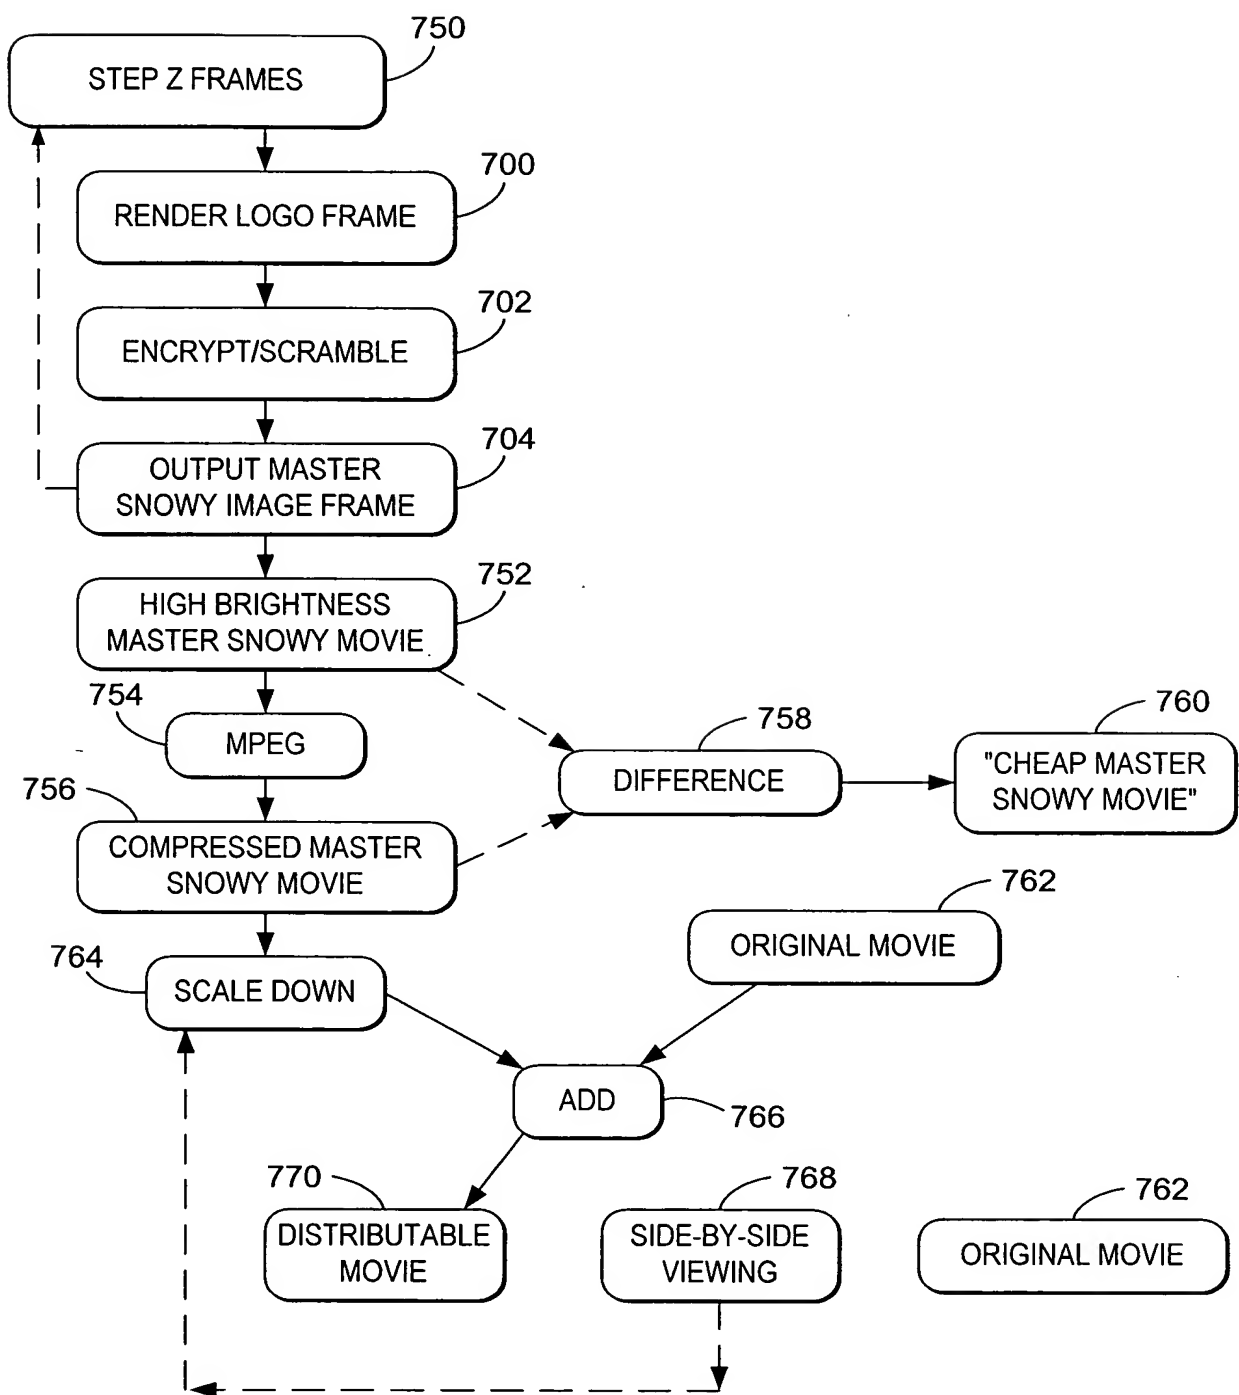 750
STEP Z FRAMES
700
RENDER LOGO FRAME
702
ENCRYPT/SCRAMBLE
704
OUTPUT MASTER
SNOWY IMAGE FRAME
752
HIGH BRIGHTNESS
MASTER SNOWY MOVIE
754
MPEG
758
DIFFERENCE
760
"CHEAP MASTER
SNOWY MOVIE"
756
COMPRESSED MASTER
SNOWY MOVIE
762
ORIGINAL MOVIE
764
SCALE DOWN
ADD
766
770
DISTRIBUTABLE
MOVIE
768
SIDE-BY-SIDE
VIEWING
762
ORIGINAL MOVIE